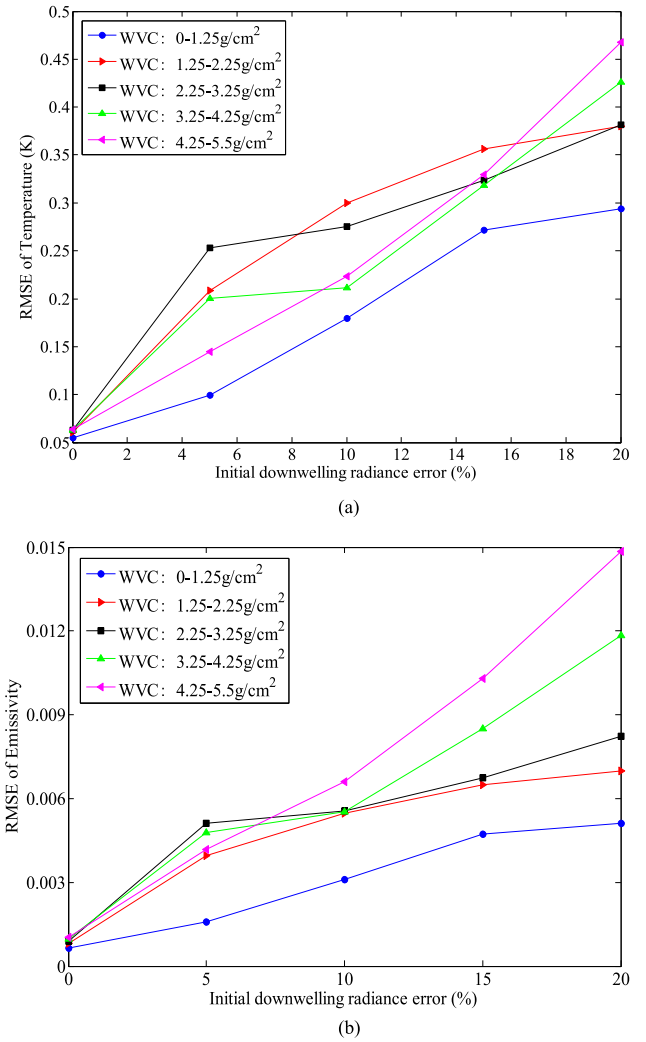 0.5
0.45
0.4
0.35
0.3
0.25
0.2
0.15
0.1
0.05
RMSE of Temperature (K)
WVC: 0-1.25g/cm²
WVC: 1.25-2.25g/cm²
WVC: 2.25-3.25g/cm²
WVC: 3.25-4.25g/cm²
WVC: 4.25-5.5g/cm²
0 2 4 6 8 10 12 14 16 18 20
Initial downwelling radiance error (%)
(a)
0.015
0.012
0.009
0.006
0.003
0
RMSE of Emissivity
WVC: 0-1.25g/cm²
WVC: 1.25-2.25g/cm²
WVC: 2.25-3.25g/cm²
WVC: 3.25-4.25g/cm²
WVC: 4.25-5.5g/cm²
0 5 10 15 20
Initial downwelling radiance error (%)
(b)